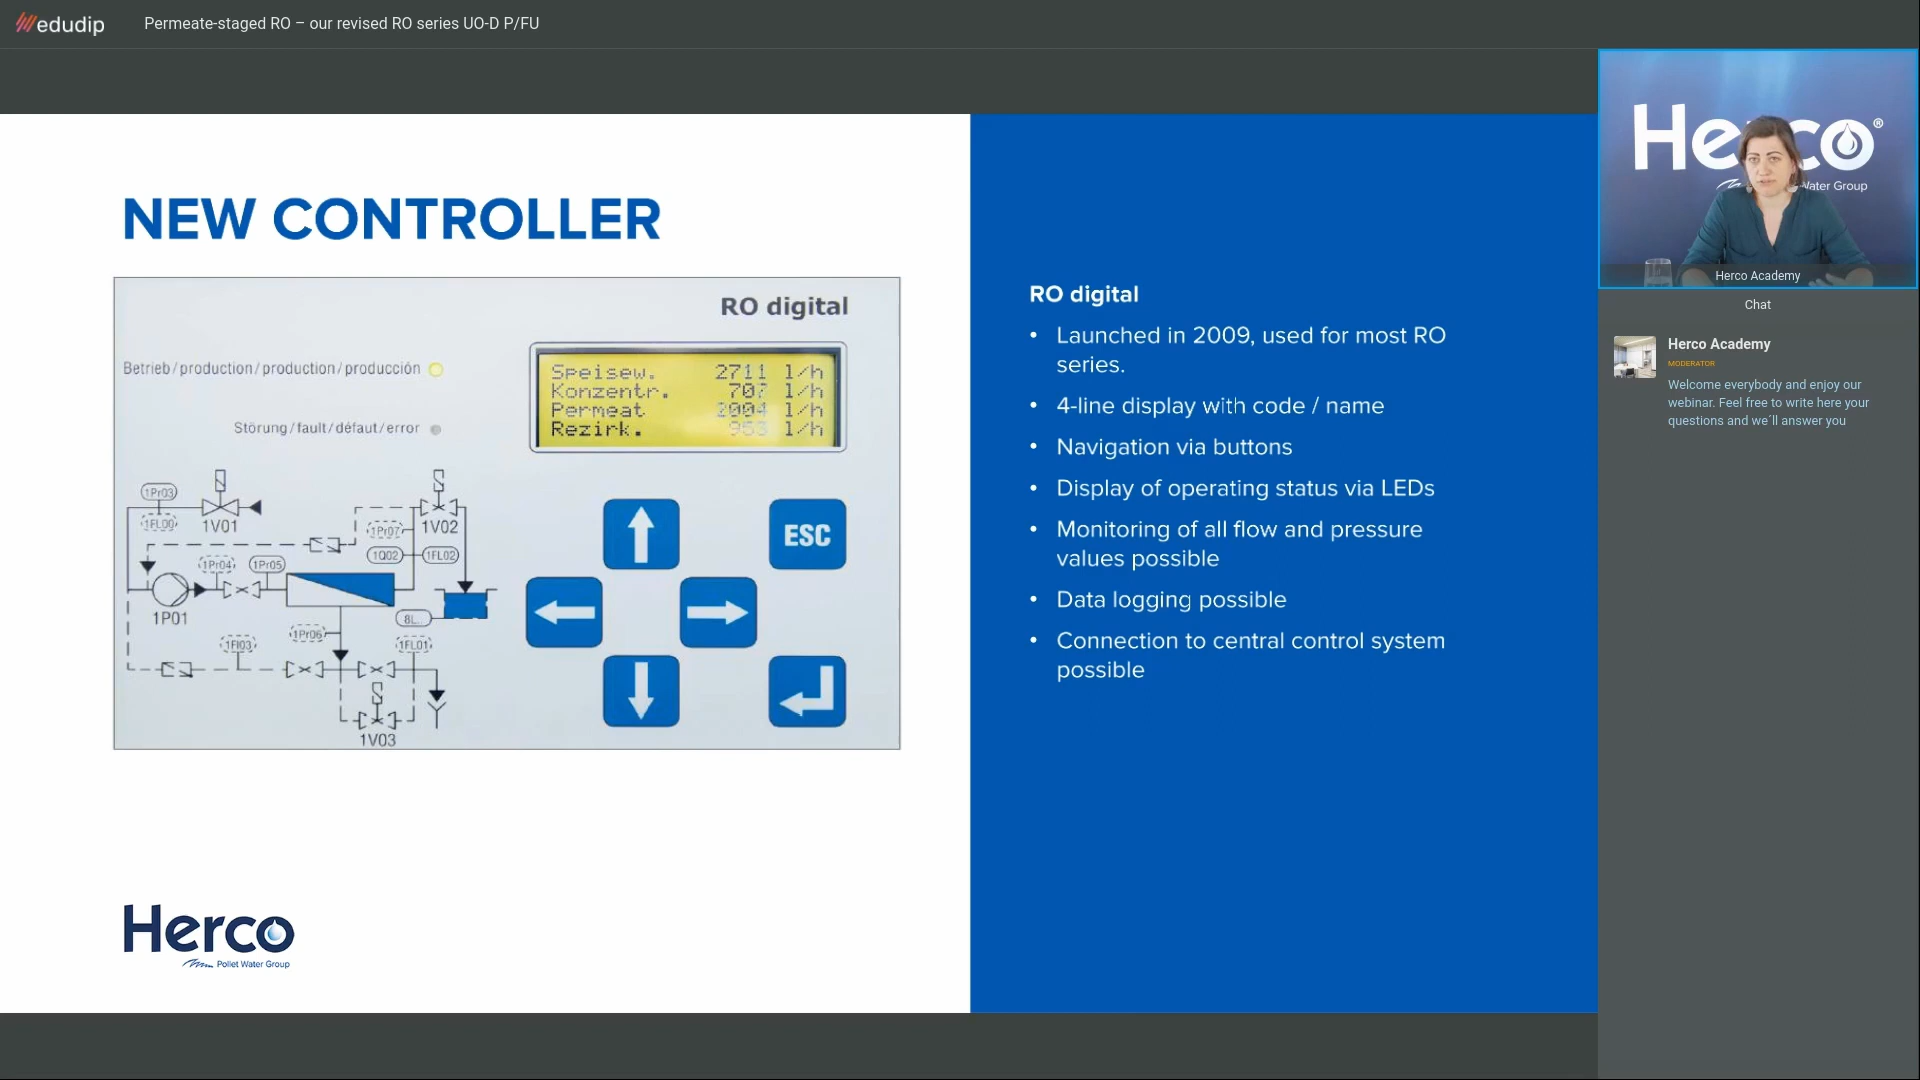 edudip
Permeate-staged RO – our revised RO series UO-D P/FU
NEW CONTROLLER
RO digital
Betrieb/production/production/producción
Störung/fault/défaut/error
Speisew. 2711 l/h
Konzentr. 707 l/h
Permeat 2004 l/h
Rezirk. 953 l/h
1Pr03
1FL00
1V01
1Pr07
1V02
1Q02
1FL02
1Pr04
1Pr05
1P01
8L..
1Pr06
1FI03
1FL01
1V03
ESC
Herco
Pollet Water Group
RO digital
• Launched in 2009, used for most RO
series.
• 4-line display with code / name
• Navigation via buttons
• Display of operating status via LEDs
• Monitoring of all flow and pressure
values possible
• Data logging possible
• Connection to central control system
possible
Herco Academy
Chat
Herco Academy
MODERATOR
Welcome everybody and enjoy our
webinar. Feel free to write here your
questions and we´ll answer you